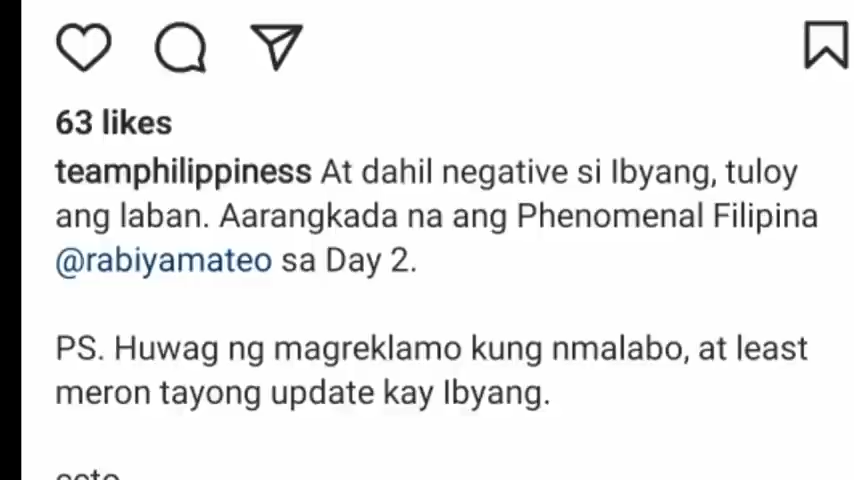 63 likes
teamphilippiness At dahil negative si Ibyang, tuloy
ang laban. Aarangkada na ang Phenomenal Filipina
@rabiyamateo sa Day 2.
PS. Huwag ng magreklamo kung nmalabo, at least
meron tayong update kay Ibyang.